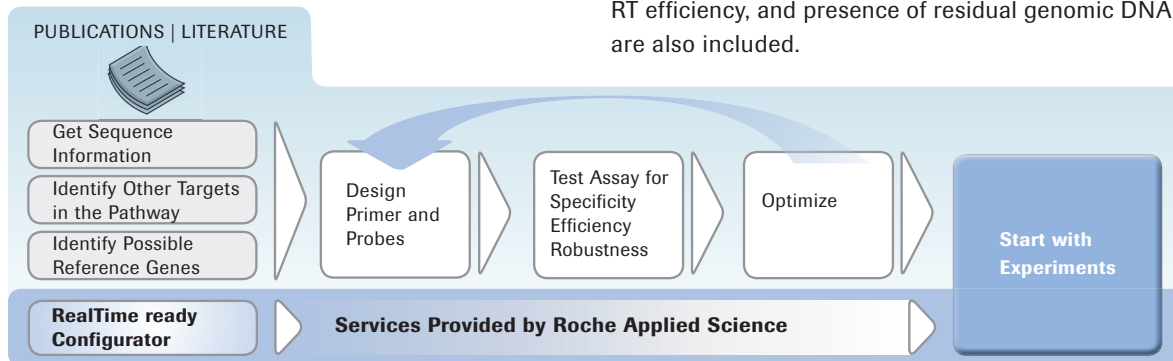 RT efficiency, and presence of residual genomic DNA
are also included.
PUBLICATIONS | LITERATURE
Get Sequence
Information
Identify Other Targets
in the Pathway
Identify Possible
Reference Genes
Design
Primer and
Probes
Test Assay for
Specificity
Efficiency
Robustness
Optimize
Start with
Experiments
RealTime ready
Configurator
Services Provided by Roche Applied Science